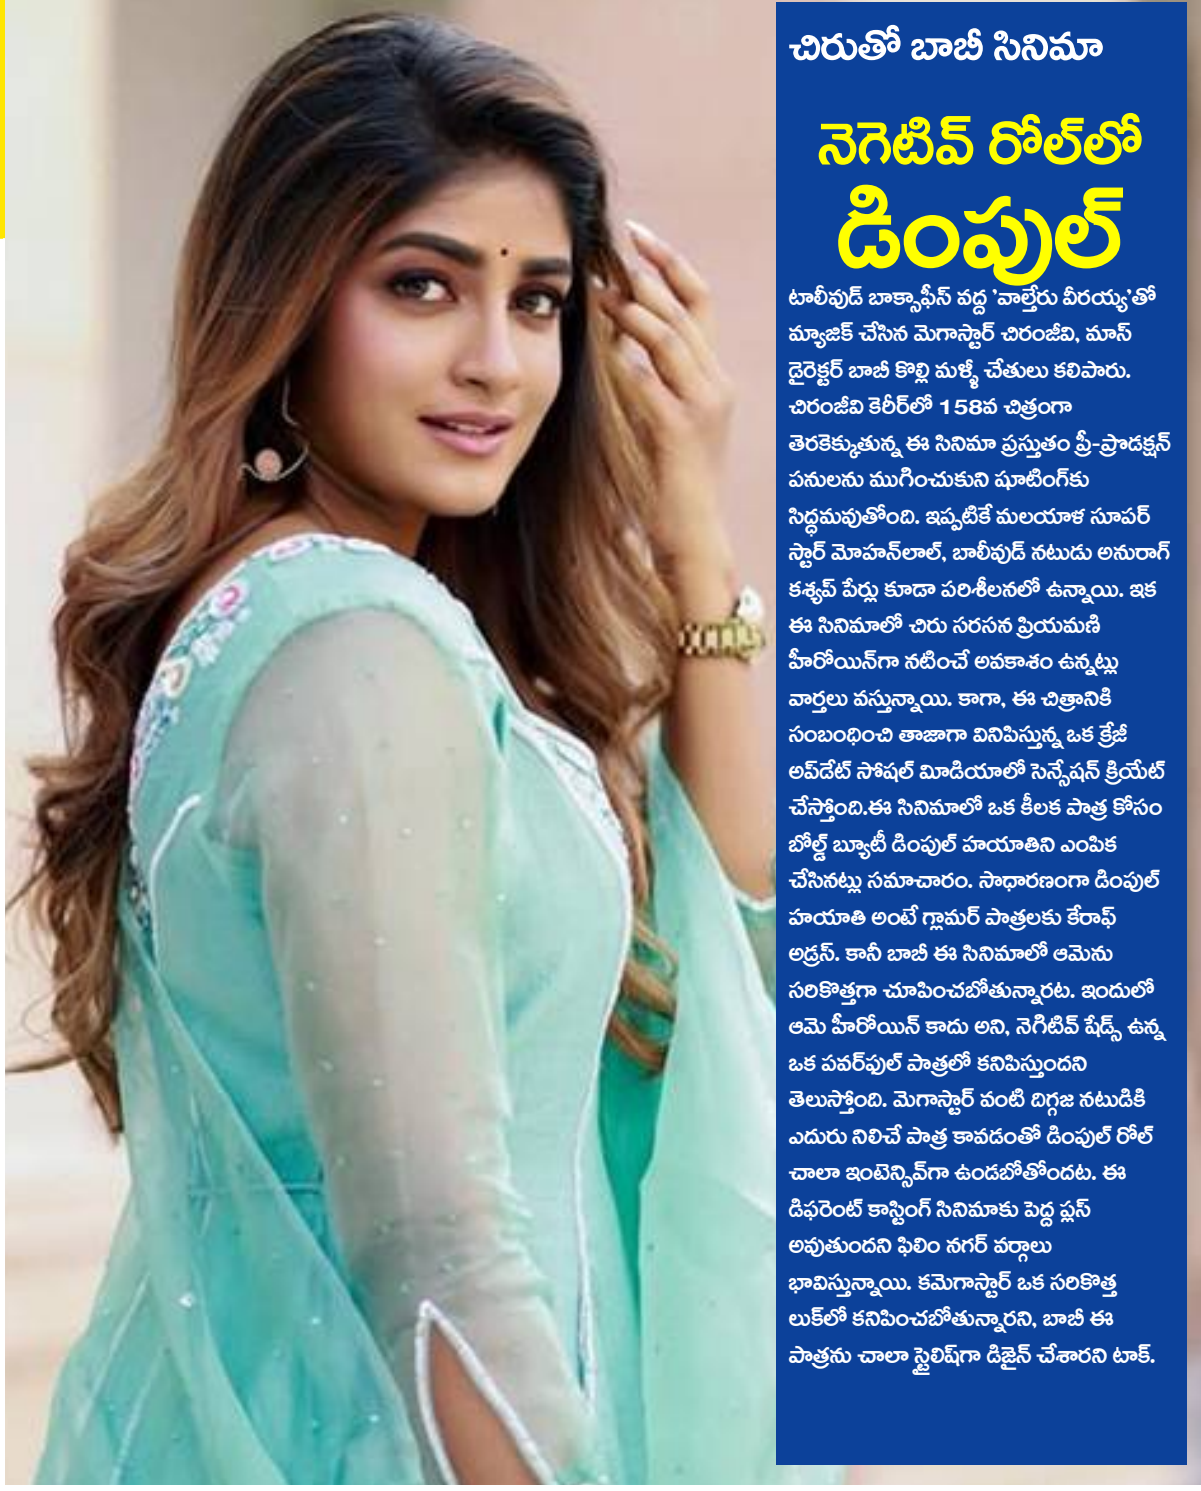 చిరుతో బాబీ సినిమా
నెగెటివ్ రోల్‌లో
డింపుల్
టాలీవుడ్ బాక్సాఫీస్ వద్ద 'వాల్తేరు వీరయ్య'తో
మ్యాజిక్ చేసిన మెగాస్టార్ చిరంజీవి, మాస్
డైరెక్టర్ బాబీ కొల్లి మళ్ళీ చేతులు కలిపారు.
చిరంజీవి కెరీర్‌లో 158వ చిత్రంగా
తెరకెక్కుతున్న ఈ సినిమా ప్రస్తుతం ప్రీ-ప్రొడక్షన్
పనులను ముగించుకుని షూటింగ్‌కు
సిద్ధమవుతోంది. ఇప్పటికే మలయాళ సూపర్
స్టార్ మోహన్‌లాల్, బాలీవుడ్ నటుడు అనురాగ్
కశ్యప్ పేర్లు కూడా పరిశీలనలో ఉన్నాయి. ఇక
ఈ సినిమాలో చిరు సరసన ప్రియమణి
హీరోయిన్‌గా నటించే అవకాశం ఉన్నట్లు
వార్తలు వస్తున్నాయి. కాగా, ఈ చిత్రానికి
సంబంధించి తాజాగా వినిపిస్తున్న ఒక క్రేజీ
అప్‌డేట్ సోషల్ మీడియాలో సెన్సేషన్ క్రియేట్
చేస్తోంది.ఈ సినిమాలో ఒక కీలక పాత్ర కోసం
బోల్డ్ బ్యూటీ డింపుల్ హయాతిని ఎంపిక
చేసినట్లు సమాచారం. సాధారణంగా డింపుల్
హయాతి అంటే గ్లామర్ పాత్రలకు కేరాఫ్
అడ్రస్. కానీ బాబీ ఈ సినిమాలో ఆమెను
సరికొత్తగా చూపించబోతున్నారట. ఇందులో
ఆమె హీరోయిన్ కాదు అని, నెగిటివ్ షేడ్స్ ఉన్న
ఒక పవర్‌ఫుల్ పాత్రలో కనిపిస్తుందని
తెలుస్తోంది. మెగాస్టార్ వంటి దిగ్గజ నటుడికి
ఎదురు నిలిచే పాత్ర కావడంతో డింపుల్ రోల్
చాలా ఇంటెన్సివ్‌గా ఉండబోతోందట. ఈ
డిఫరెంట్ కాస్టింగ్ సినిమాకు పెద్ద ప్లస్
అవుతుందని ఫిలిం నగర్ వర్గాలు
భావిస్తున్నాయి. కమెగాస్టార్ ఒక సరికొత్త
లుక్‌లో కనిపించబోతున్నారని, బాబీ ఈ
పాత్రను చాలా స్టైలిష్‌గా డిజైన్ చేశారని టాక్.